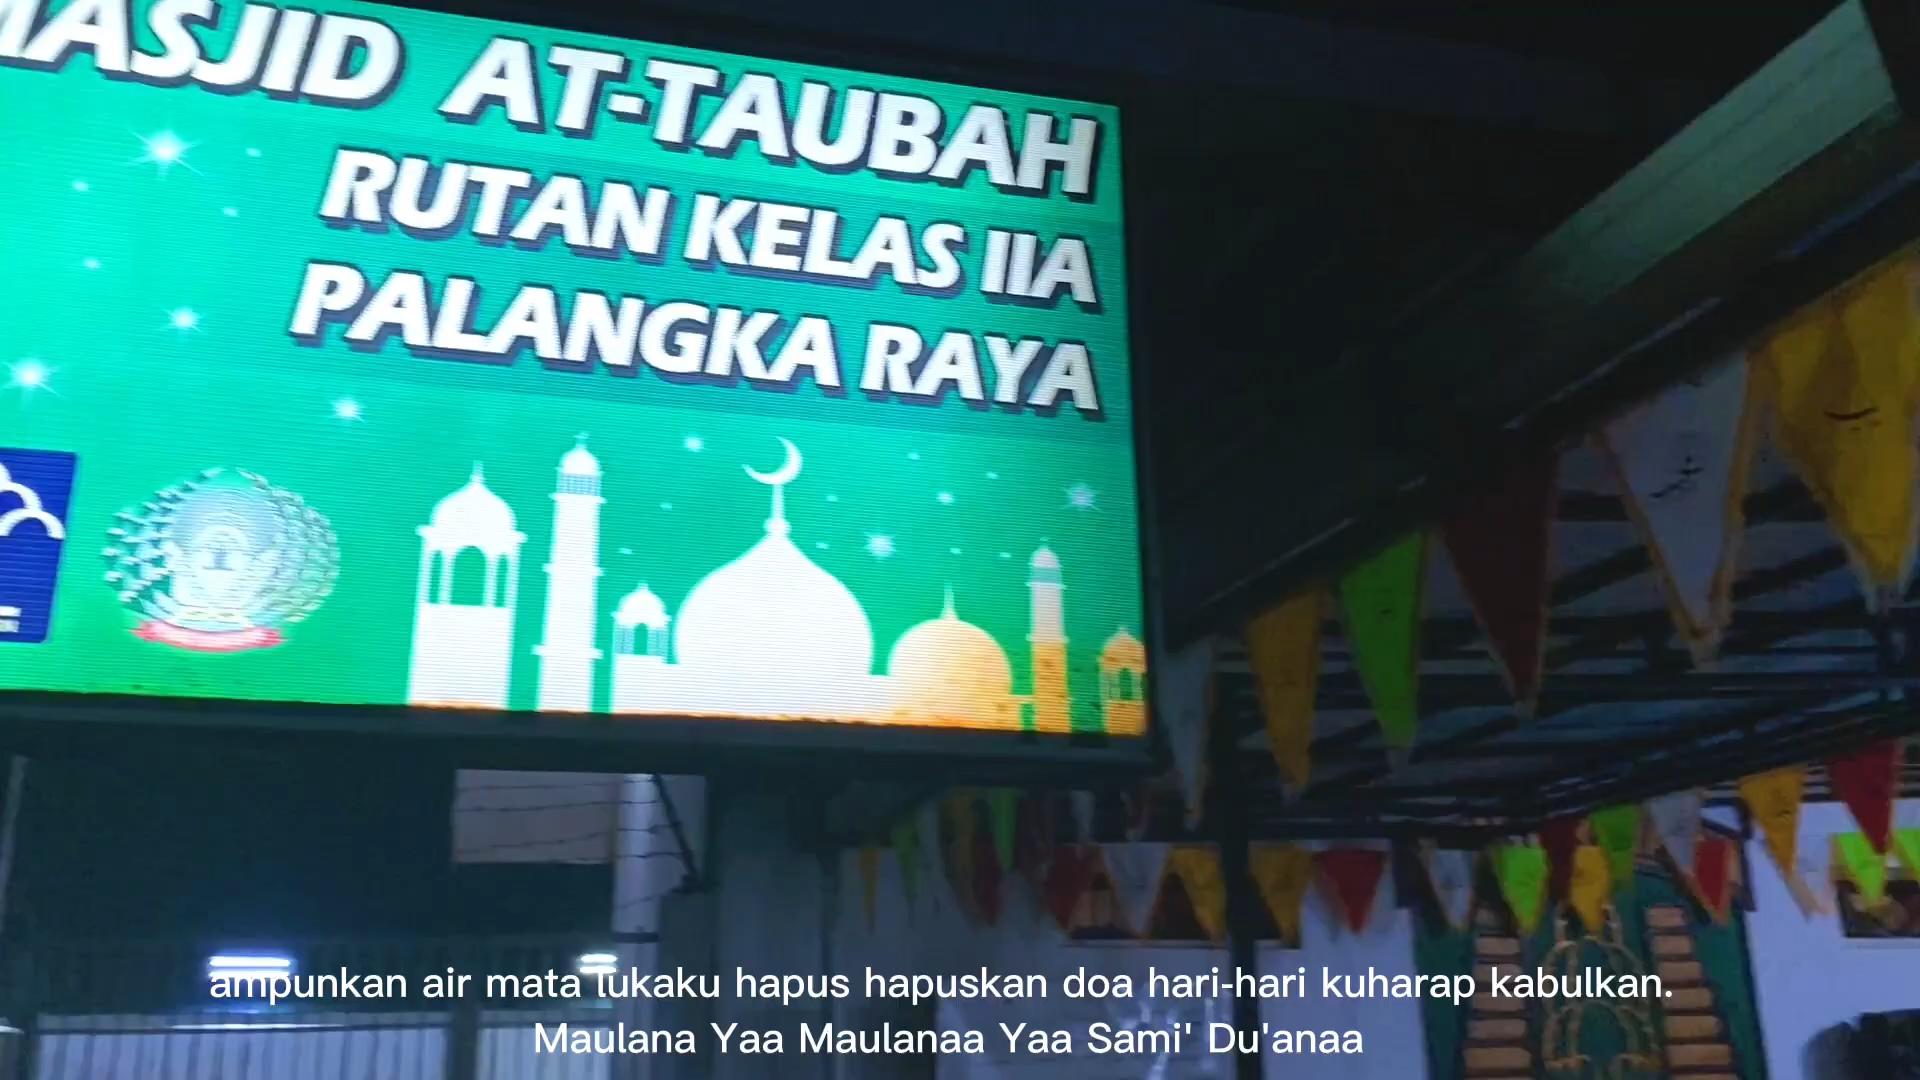 MASJID AT-TAUBAH
RUTAN KELAS IIA
PALANGKA RAYA
ampunkan air mata lukaku hapus hapuskan doa hari-hari kuharap kabulkan.
Maulana Yaa Maulanaa Yaa Sami' Du'anaa